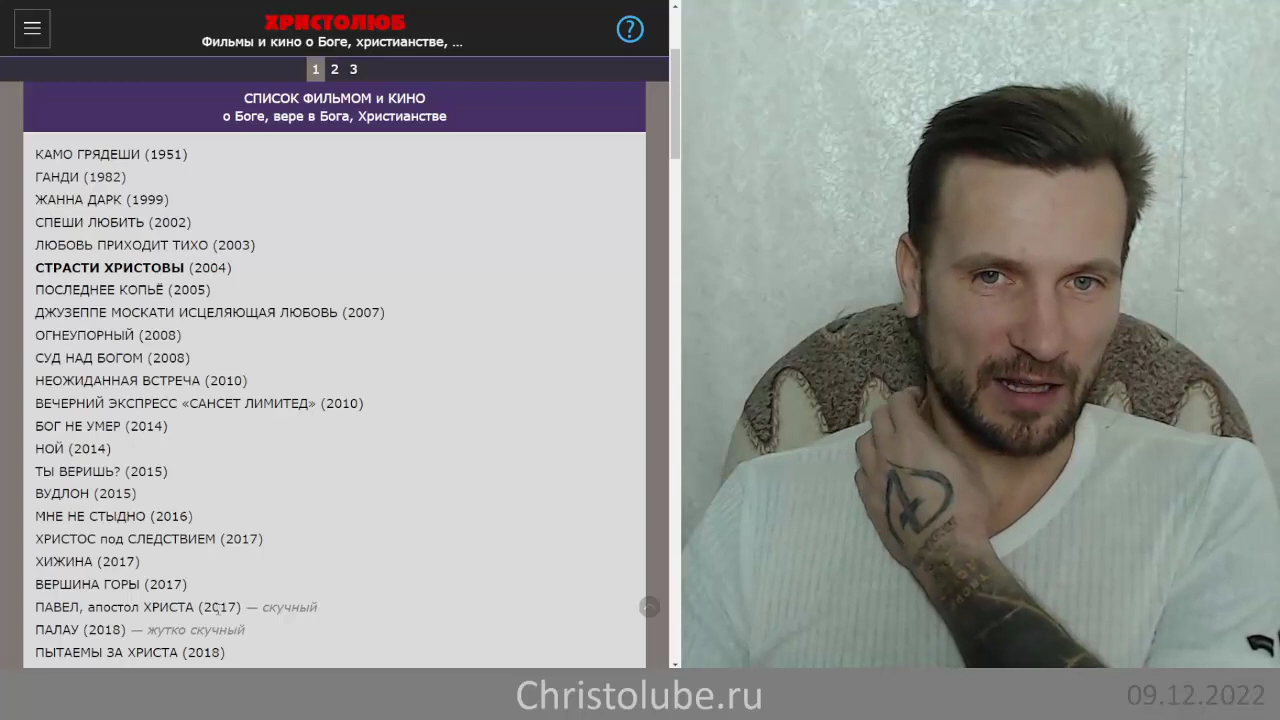 ХРИСТОЛЮБ
Фильмы и кино о Боге, христианстве, ...
?
1 2 3
СПИСОК ФИЛЬМОМ и КИНО
о Боге, вере в Бога, Христианстве
КАМО ГРЯДЕШИ (1951)
ГАНДИ (1982)
ЖАННА ДАРК (1999)
СПЕШИ ЛЮБИТЬ (2002)
ЛЮБОВЬ ПРИХОДИТ ТИХО (2003)
СТРАСТИ ХРИСТОВЫ (2004)
ПОСЛЕДНЕЕ КОПЬЁ (2005)
ДЖУЗЕППЕ МОСКАТИ ИСЦЕЛЯЮЩАЯ ЛЮБОВЬ (2007)
ОГНЕУПОРНЫЙ (2008)
СУД НАД БОГОМ (2008)
НЕОЖИДАННАЯ ВСТРЕЧА (2010)
ВЕЧЕРНИЙ ЭКСПРЕСС «САНСЕТ ЛИМИТЕД» (2010)
БОГ НЕ УМЕР (2014)
НОЙ (2014)
ТЫ ВЕРИШЬ? (2015)
ВУДЛОН (2015)
МНЕ НЕ СТЫДНО (2016)
ХРИСТОС под СЛЕДСТВИЕМ (2017)
ХИЖИНА (2017)
ВЕРШИНА ГОРЫ (2017)
ПАВЕЛ, апостол ХРИСТА (2017) — скучный
ПАЛАУ (2018) — жутко скучный
ПЫТАЕМЫ ЗА ХРИСТА (2018)
Christolube.ru
09.12.2022